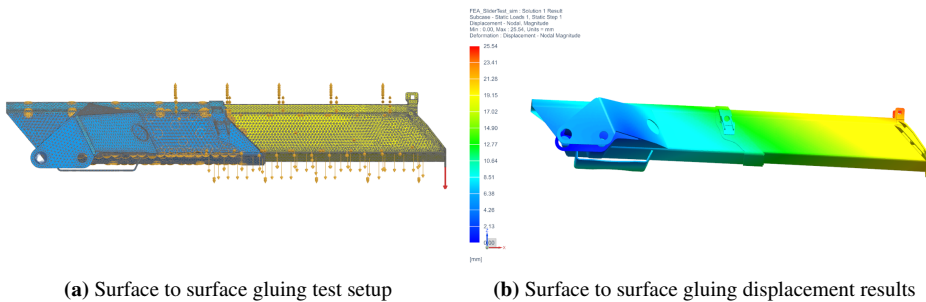 FEA_SliderTest_sim : Solution 1 Result
Subcase - Static Loads 1, Static Step 1
Displacement - Nodal, Magnitude
Min : 0.00, Max : 25.54, Units = mm
Deformation : Displacement - Nodal Magnitude
25.54
23.41
21.28
19.15
17.03
14.90
12.77
10.64
8.51
6.38
4.26
2.13
0.00
[mm]
(a) Surface to surface gluing test setup
(b) Surface to surface gluing displacement results